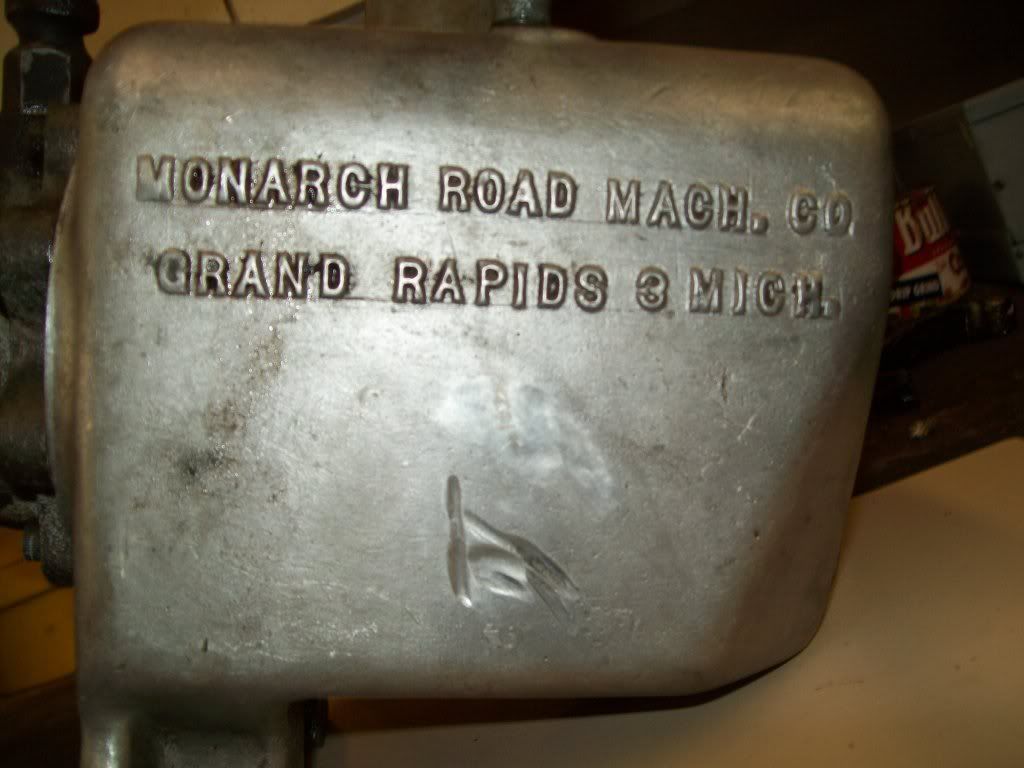 MONARCH ROAD MACH. CO
GRAND RAPIDS 3 MICH.